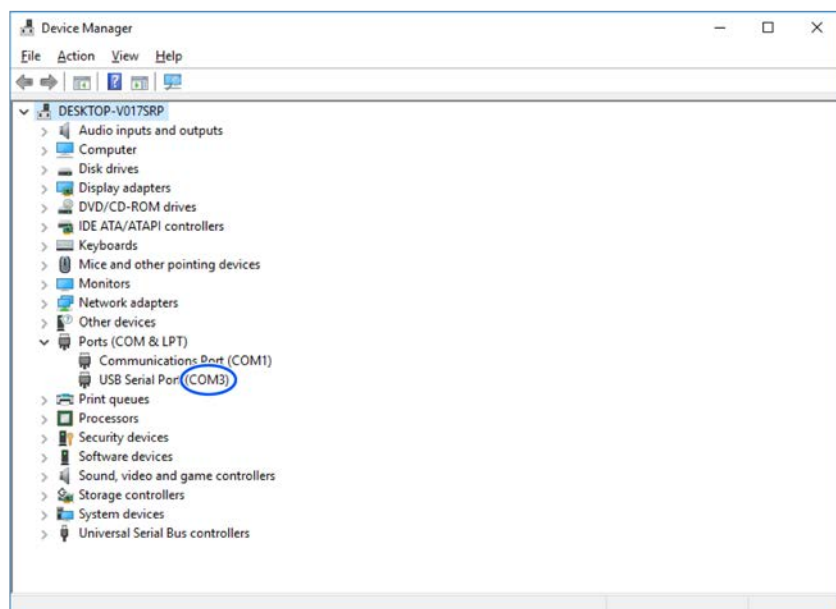 Device Manager
File Action View Help
DESKTOP-V017SRP
Audio inputs and outputs
Computer
Disk drives
Display adapters
DVD/CD-ROM drives
IDE ATA/ATAPI controllers
Keyboards
Mice and other pointing devices
Monitors
Network adapters
Other devices
Ports (COM & LPT)
Communications Port (COM1)
USB Serial Port (COM3)
Print queues
Processors
Security devices
Software devices
Sound, video and game controllers
Storage controllers
System devices
Universal Serial Bus controllers